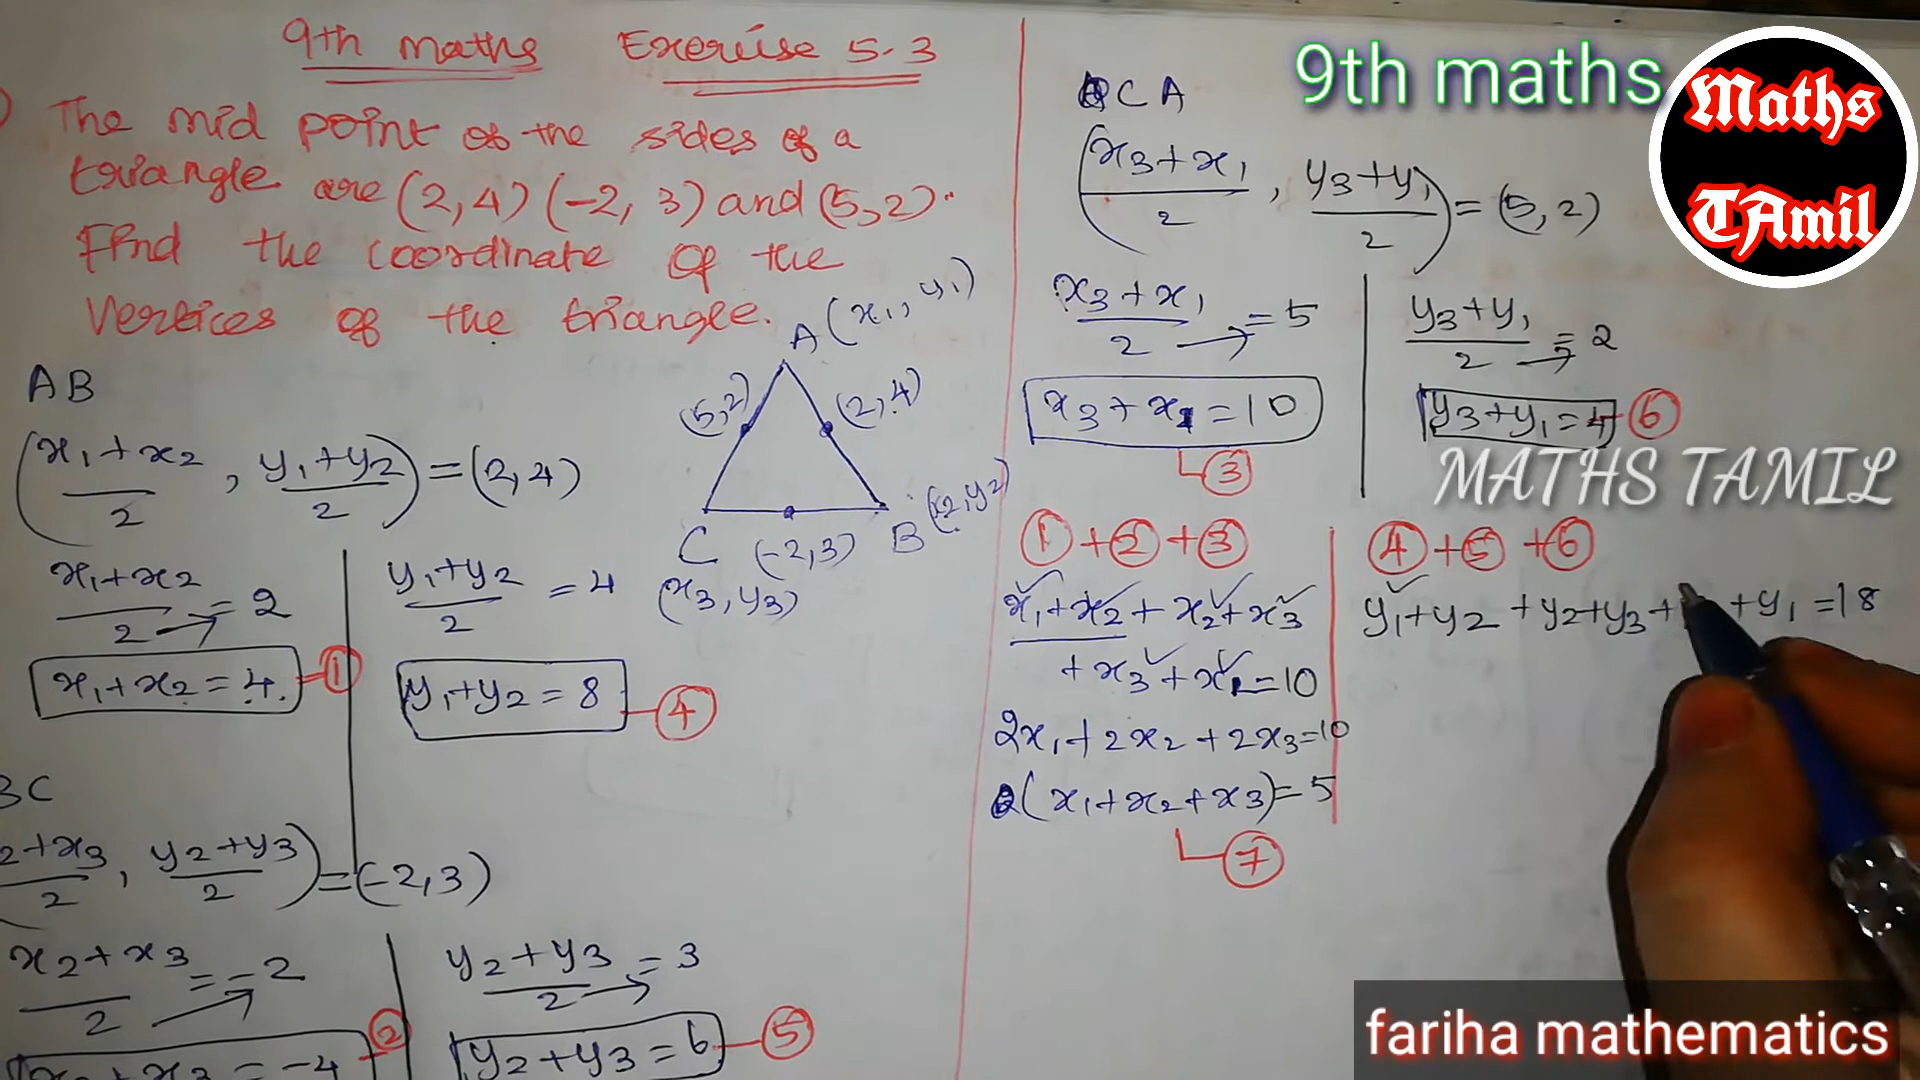 9th maths Exercise 5.3
The mid point of the sides of a
triangle are (2,4) (-2, 3) and (5,2).
Find the coordinate of the
Vertices of the triangle.
A (x1, y1)
(5,2) (2,4)
B (x2, y2)
C (-2,3)
(x3, y3)
AB
(x1+x2/2, y1+y2/2) = (2,4)
x1+x2/2 = 2
x1+x2 = 4. 1
y1+y2/2 = 4
y1+y2 = 8 4
BC
2+x3/2, y2+y3/2) = (-2,3)
x2+x3/2 = -2
x2+x3 = -4 2
y2+y3/2 = 3
y2+y3 = 6 5
CA
(x3+x1/2, y3+y1/2) = (5,2)
x3+x1/2 = 5
x3+x1 = 10
3
y3+y1/2 = 2
y3+y1 = 4 6
1+2+3
x1+x2+x2+x3
+x3+x1=10
2x1+2x2+2x3=10
2(x1+x2+x3)=5
7
4+5+6
y1+y2+y2+y3+ +y1=18
9th maths
Maths
TAmil
MATHS TAMIL
fariha mathematics